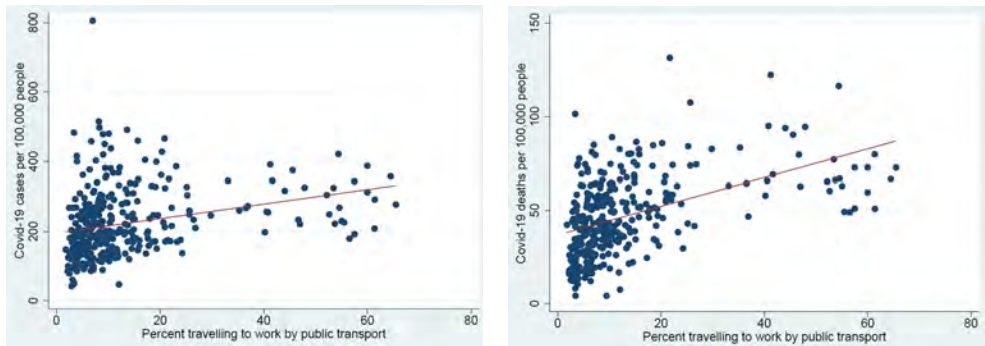 Covid-19 cases per 100,000 people
800
600
400
200
0
0 20 40 60 80
Percent travelling to work by public transport
Covid-19 deaths per 100,000 people
150
100
50
0
0 20 40 60 80
Percent travelling to work by public transport